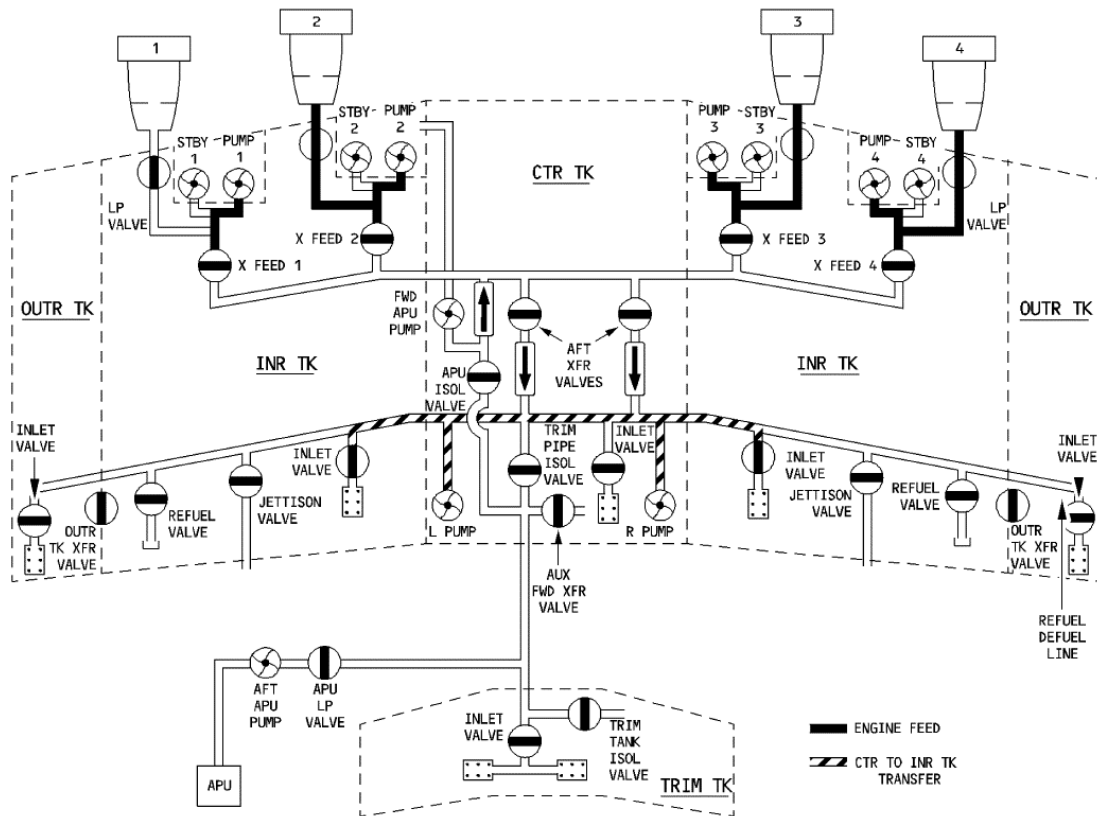 1
2
3
4
STBY
1
PUMP
1
STBY
2
PUMP
2
CTR TK
PUMP
3
STBY
3
PUMP
4
STBY
4
LP
VALVE
LP
VALVE
X FEED 1
X FEED 2
X FEED 3
X FEED 4
OUTR TK
INR TK
FWD
APU
PUMP
APU
ISOL
VALVE
AFT
XFR
VALVES
INR TK
OUTR TK
INLET
VALVE
OUTR
TK XFR
VALVE
REFUEL
VALVE
JETTISON
VALVE
INLET
VALVE
L PUMP
TRIM
PIPE
ISOL
VALVE
INLET
VALVE
R PUMP
INLET
VALVE
JETTISON
VALVE
REFUEL
VALVE
OUTR
TK XFR
VALVE
INLET
VALVE
REFUEL
DEFUEL
LINE
AUX
FWD XFR
VALVE
AFT
APU
PUMP
APU
LP
VALVE
APU
INLET
VALVE
TRIM
TANK
ISOL
VALVE
TRIM TK
ENGINE FEED
CTR TO INR TK
TRANSFER